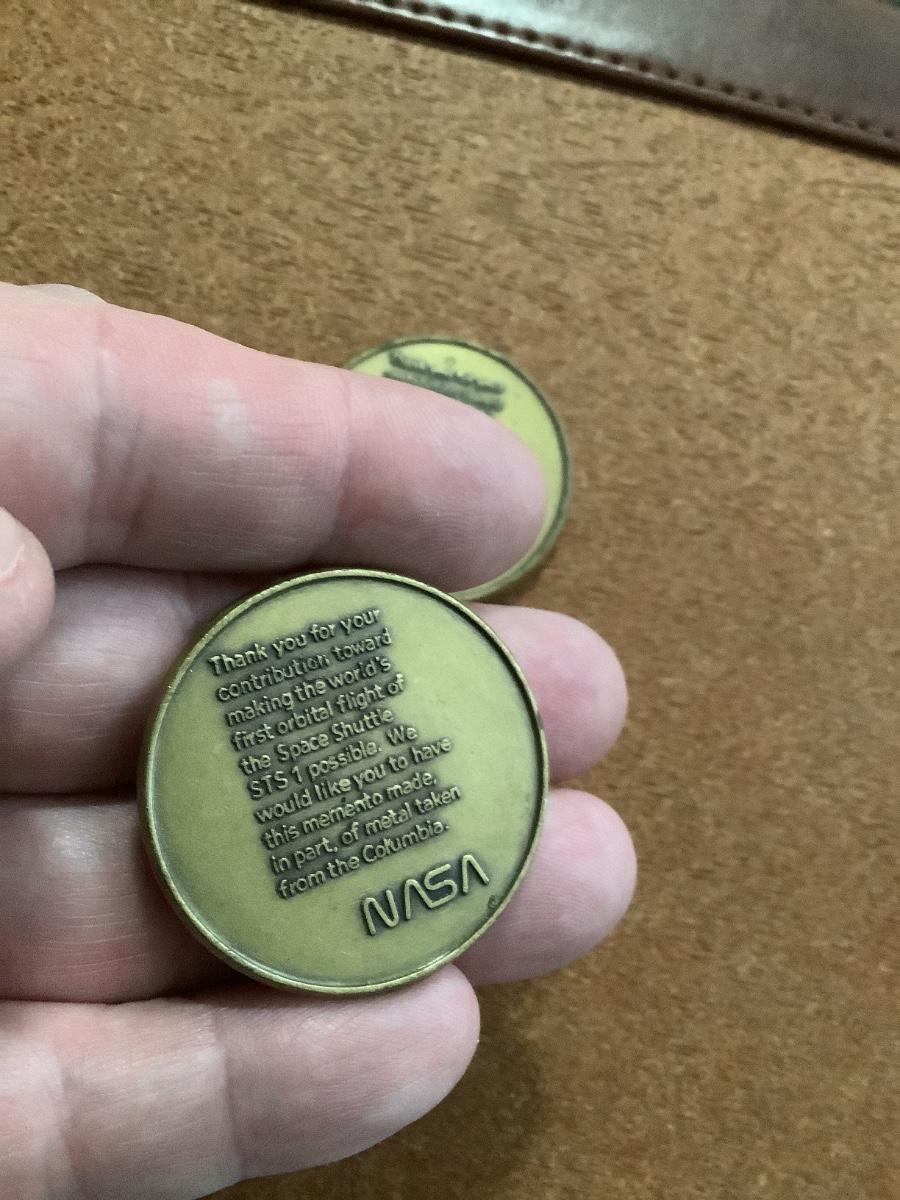 Thank you for your
contribution toward
making the world's
first orbital flight of
the Space Shuttle
STS 1 possible. We
would like you to have
this memento made,
in part, of metal taken
from the Columbia.
NASA